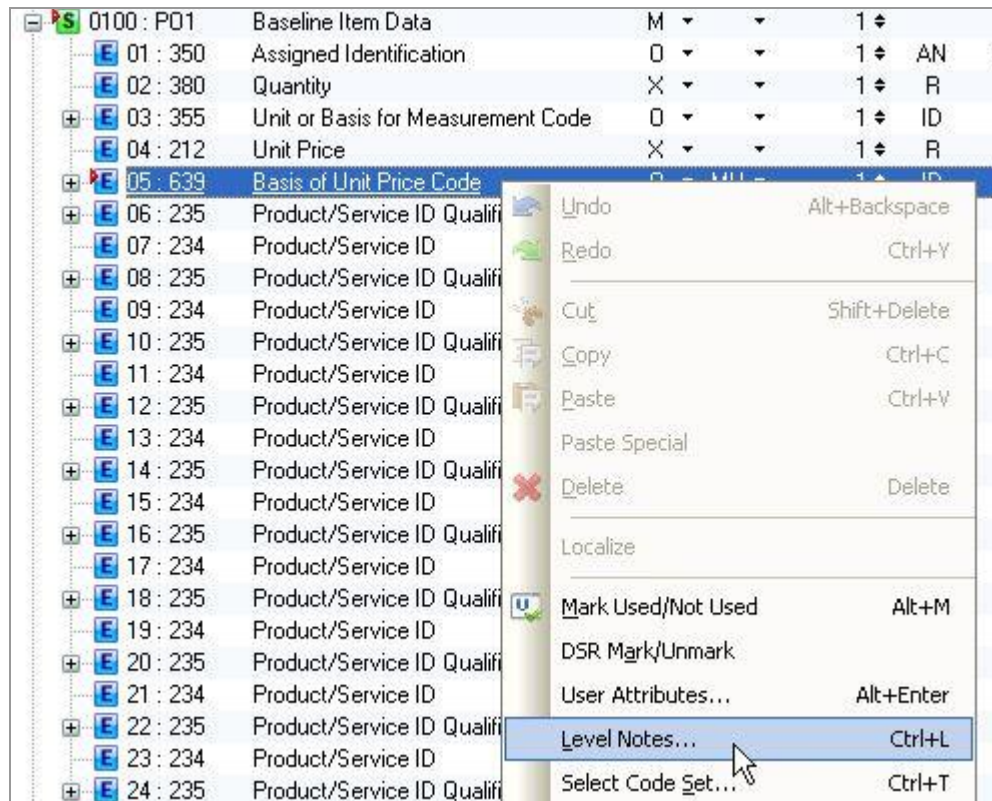 S 0100 : PO1 Baseline Item Data M 1
E 01 : 350 Assigned Identification O 1 AN
E 02 : 380 Quantity X 1 R
E 03 : 355 Unit or Basis for Measurement Code O 1 ID
E 04 : 212 Unit Price X 1 R
E 05 : 639 Basis of Unit Price Code
E 06 : 235 Product/Service ID Qualifi
Undo Alt+Backspace
E 07 : 234 Product/Service ID
Redo Ctrl+Y
E 08 : 235 Product/Service ID Qualifi
E 09 : 234 Product/Service ID
Cut Shift+Delete
E 10 : 235 Product/Service ID Qualifi
Copy Ctrl+C
E 11 : 234 Product/Service ID
E 12 : 235 Product/Service ID Qualifi
Paste Ctrl+V
E 13 : 234 Product/Service ID
Paste Special
E 14 : 235 Product/Service ID Qualifi
Delete Delete
E 15 : 234 Product/Service ID
E 16 : 235 Product/Service ID Qualifi
Localize
E 17 : 234 Product/Service ID
E 18 : 235 Product/Service ID Qualifi
U Mark Used/Not Used Alt+M
E 19 : 234 Product/Service ID
DSR Mark/Unmark
E 20 : 235 Product/Service ID Qualifi
E 21 : 234 Product/Service ID
User Attributes... Alt+Enter
E 22 : 235 Product/Service ID Qualifi
Level Notes... Ctrl+L
E 23 : 234 Product/Service ID
E 24 : 235 Product/Service ID Qualifi
Select Code Set... Ctrl+T